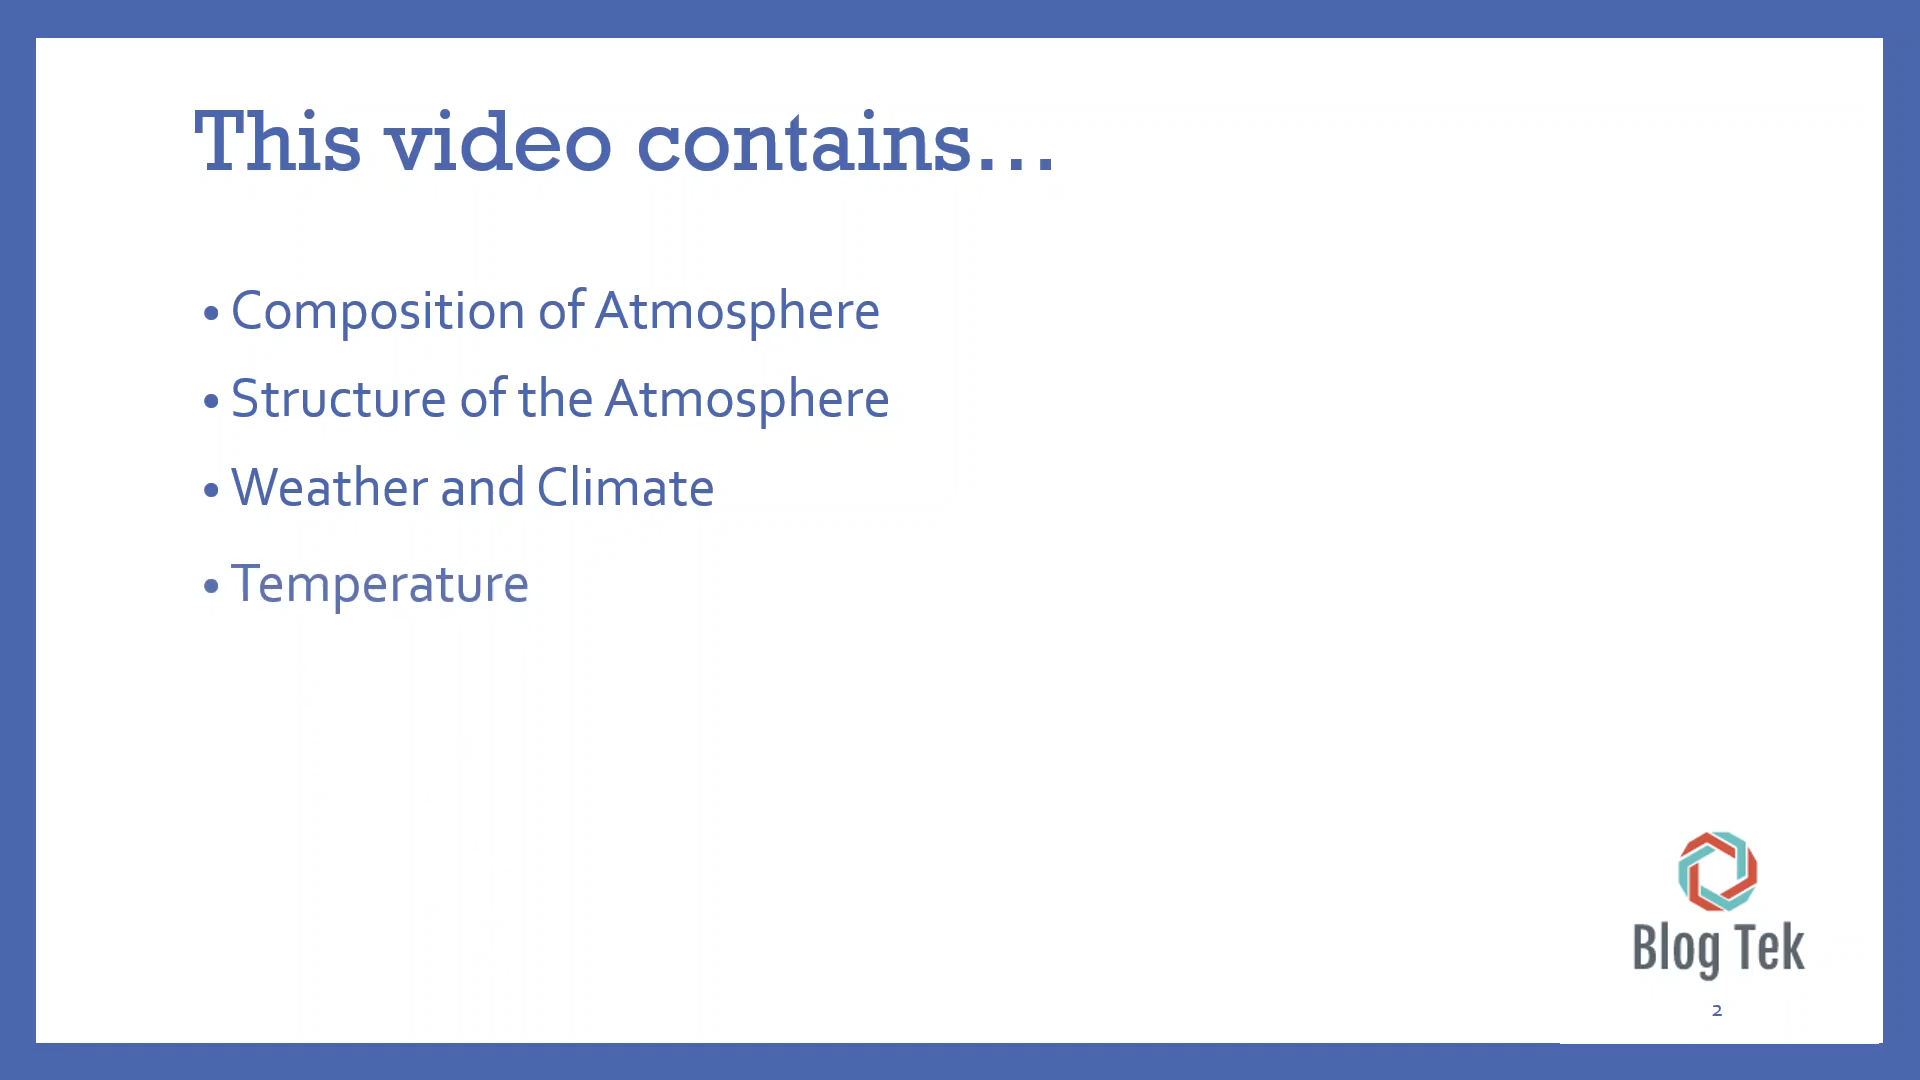 This video contains…
• Composition of Atmosphere
• Structure of the Atmosphere
• Weather and Climate
• Temperature
Blog Tek
2